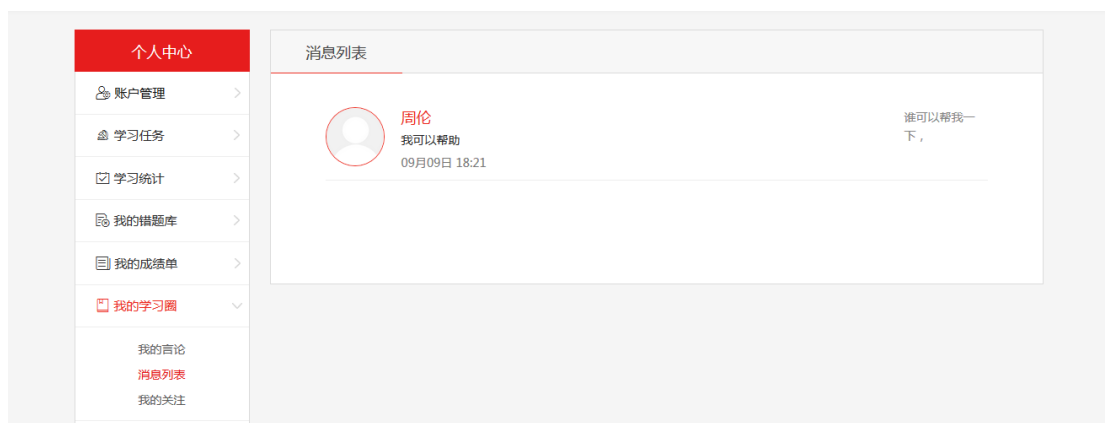 个人中心
账户管理
学习任务
学习统计
我的错题库
我的成绩单
我的学习圈
我的言论
消息列表
我的关注
消息列表
周伦
我可以帮助
09月09日 18:21
谁可以帮我一
下，